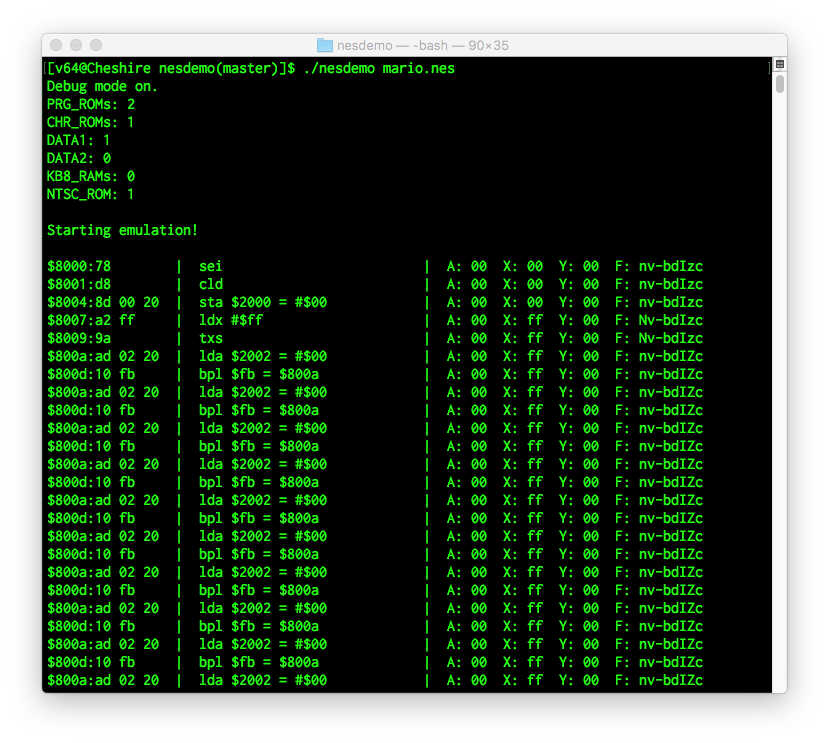 nesdemo — -bash — 90×35
[[v64@Cheshire nesdemo(master)]$ ./nesdemo mario.nes ]
Debug mode on.
PRG_ROMs: 2
CHR_ROMs: 1
DATA1: 1
DATA2: 0
KB8_RAMs: 0
NTSC_ROM: 1
Starting emulation!
$8000:78 | sei | A: 00 X: 00 Y: 00 F: nv-bdIzc
$8001:d8 | cld | A: 00 X: 00 Y: 00 F: nv-bdIzc
$8004:8d 00 20 | sta $2000 = #$00 | A: 00 X: 00 Y: 00 F: nv-bdIzc
$8007:a2 ff | ldx #$ff | A: 00 X: ff Y: 00 F: Nv-bdIzc
$8009:9a | txs | A: 00 X: ff Y: 00 F: Nv-bdIzc
$800a:ad 02 20 | lda $2002 = #$00 | A: 00 X: ff Y: 00 F: nv-bdIZc
$800d:10 fb | bpl $fb = $800a | A: 00 X: ff Y: 00 F: nv-bdIZc
$800a:ad 02 20 | lda $2002 = #$00 | A: 00 X: ff Y: 00 F: nv-bdIZc
$800d:10 fb | bpl $fb = $800a | A: 00 X: ff Y: 00 F: nv-bdIZc
$800a:ad 02 20 | lda $2002 = #$00 | A: 00 X: ff Y: 00 F: nv-bdIZc
$800d:10 fb | bpl $fb = $800a | A: 00 X: ff Y: 00 F: nv-bdIZc
$800a:ad 02 20 | lda $2002 = #$00 | A: 00 X: ff Y: 00 F: nv-bdIZc
$800d:10 fb | bpl $fb = $800a | A: 00 X: ff Y: 00 F: nv-bdIZc
$800a:ad 02 20 | lda $2002 = #$00 | A: 00 X: ff Y: 00 F: nv-bdIZc
$800d:10 fb | bpl $fb = $800a | A: 00 X: ff Y: 00 F: nv-bdIZc
$800a:ad 02 20 | lda $2002 = #$00 | A: 00 X: ff Y: 00 F: nv-bdIZc
$800d:10 fb | bpl $fb = $800a | A: 00 X: ff Y: 00 F: nv-bdIZc
$800a:ad 02 20 | lda $2002 = #$00 | A: 00 X: ff Y: 00 F: nv-bdIZc
$800d:10 fb | bpl $fb = $800a | A: 00 X: ff Y: 00 F: nv-bdIZc
$800a:ad 02 20 | lda $2002 = #$00 | A: 00 X: ff Y: 00 F: nv-bdIZc
$800d:10 fb | bpl $fb = $800a | A: 00 X: ff Y: 00 F: nv-bdIZc
$800a:ad 02 20 | lda $2002 = #$00 | A: 00 X: ff Y: 00 F: nv-bdIZc
$800d:10 fb | bpl $fb = $800a | A: 00 X: ff Y: 00 F: nv-bdIZc
$800a:ad 02 20 | lda $2002 = #$00 | A: 00 X: ff Y: 00 F: nv-bdIZc